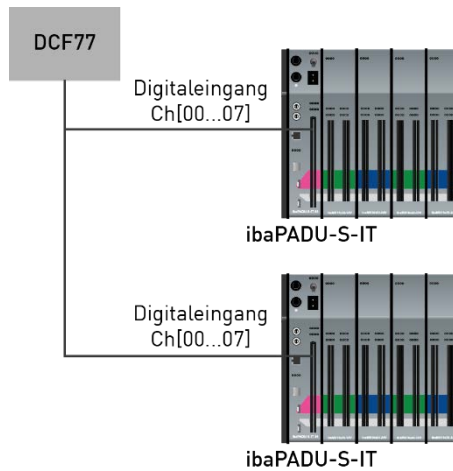 DCF77
Digitaleingang
Ch[00...07]
ibaPADU-S-IT
Digitaleingang
Ch[00...07]
ibaPADU-S-IT